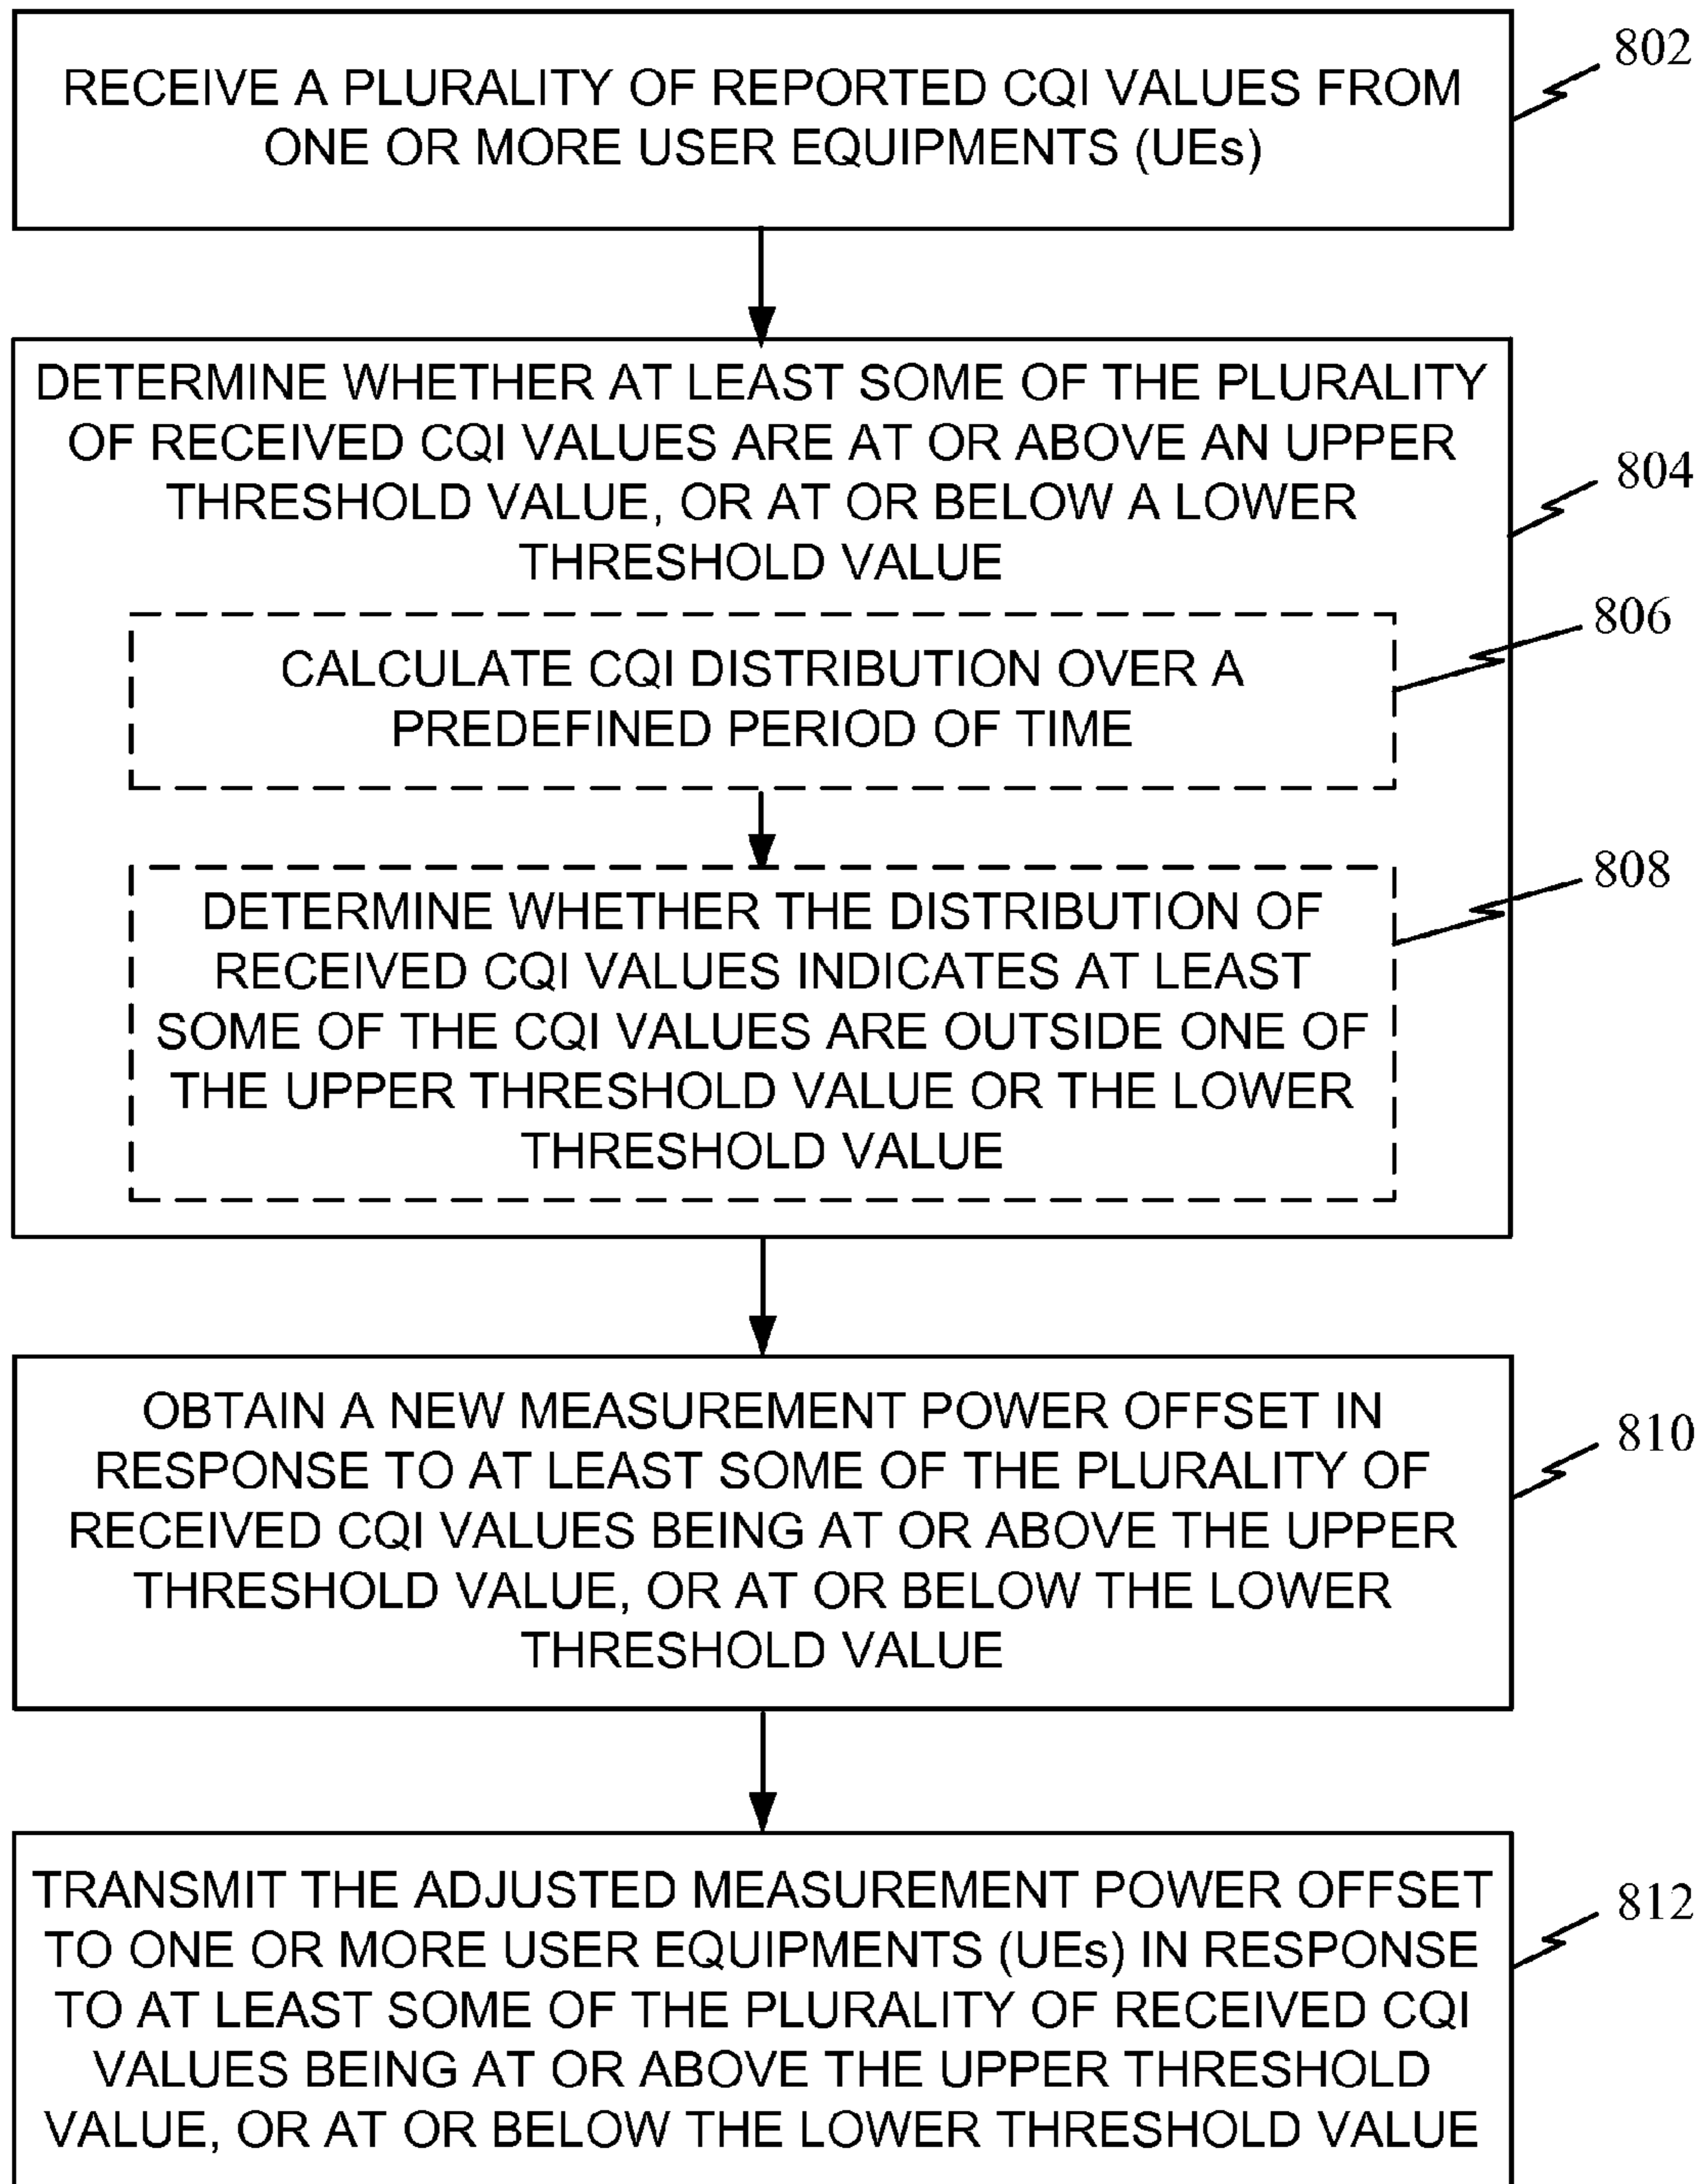 RECEIVE A PLURALITY OF REPORTED CQI VALUES FROM
ONE OR MORE USER EQUIPMENTS (UEs)
802
DETERMINE WHETHER AT LEAST SOME OF THE PLURALITY
OF RECEIVED CQI VALUES ARE AT OR ABOVE AN UPPER
THRESHOLD VALUE, OR AT OR BELOW A LOWER
THRESHOLD VALUE
804
CALCULATE CQI DISTRIBUTION OVER A
PREDEFINED PERIOD OF TIME
806
DETERMINE WHETHER THE DISTRIBUTION OF
RECEIVED CQI VALUES INDICATES AT LEAST
SOME OF THE CQI VALUES ARE OUTSIDE ONE OF
THE UPPER THRESHOLD VALUE OR THE LOWER
THRESHOLD VALUE
808
OBTAIN A NEW MEASUREMENT POWER OFFSET IN
RESPONSE TO AT LEAST SOME OF THE PLURALITY OF
RECEIVED CQI VALUES BEING AT OR ABOVE THE UPPER
THRESHOLD VALUE, OR AT OR BELOW THE LOWER
THRESHOLD VALUE
810
TRANSMIT THE ADJUSTED MEASUREMENT POWER OFFSET
TO ONE OR MORE USER EQUIPMENTS (UEs) IN RESPONSE
TO AT LEAST SOME OF THE PLURALITY OF RECEIVED CQI
VALUES BEING AT OR ABOVE THE UPPER THRESHOLD
VALUE, OR AT OR BELOW THE LOWER THRESHOLD VALUE
812